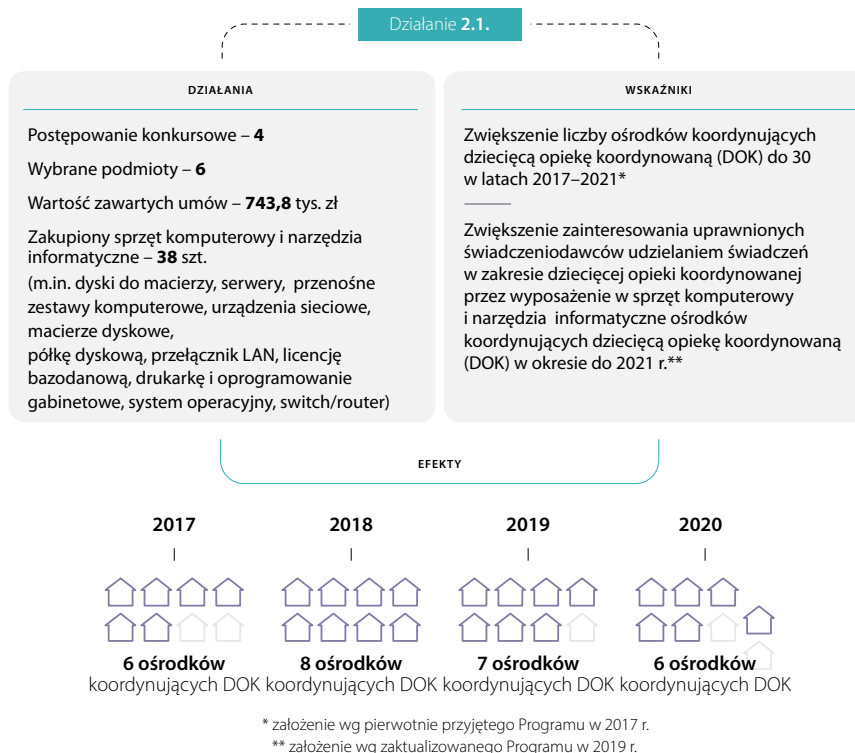 Działanie 2.1.
DZIAŁANIA
Postępowanie konkursowe – 4
Wybrane podmioty – 6
Wartość zawartych umów – 743,8 tys. zł
Zakupiony sprzęt komputerowy i narzędzia
informatyczne – 38 szt.
(m.in. dyski do macierzy, serwery, przenośne
zestawy komputerowe, urządzenia sieciowe,
macierze dyskowe,
półkę dyskową, przełącznik LAN, licencję
bazodanową, drukarkę i oprogramowanie
gabinetowe, system operacyjny, switch/router)
WSKAŹNIKI
Zwiększenie liczby ośrodków koordynujących
dziecięcą opiekę koordynowaną (DOK) do 30
w latach 2017–2021*
Zwiększenie zainteresowania uprawnionych
świadczeniodawców udzielaniem świadczeń
w zakresie dziecięcej opieki koordynowanej
przez wyposażenie w sprzęt komputerowy
i narzędzia informatyczne ośrodków
koordynujących dziecięcą opiekę koordynowaną
(DOK) w okresie do 2021 r.**
EFEKTY
2017 2018 2019 2020
6 ośrodków 8 ośrodków 7 ośrodków 6 ośrodków
koordynujących DOK koordynujących DOK koordynujących DOK koordynujących DOK
* założenie wg pierwotnie przyjętego Programu w 2017 r.
** założenie wg zaktualizowanego Programu w 2019 r.